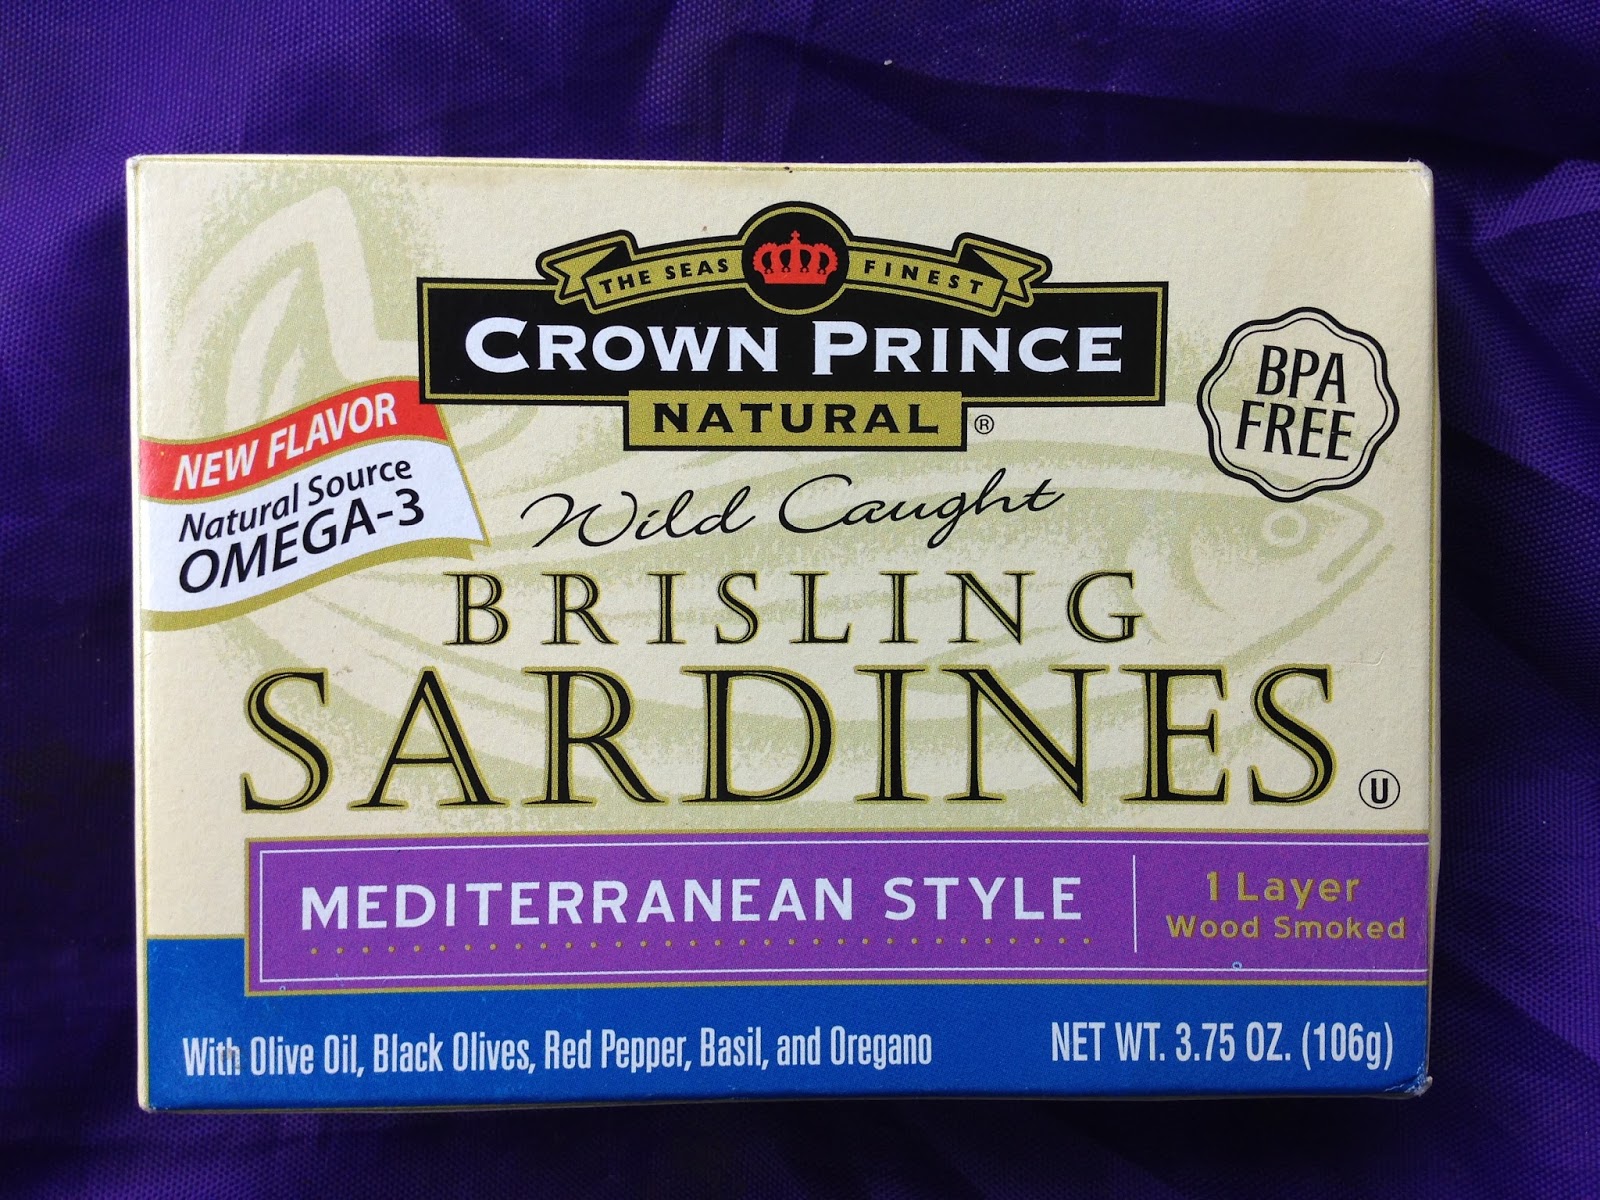 THE SEAS FINEST
CROWN PRINCE
NATURAL ®
BPA
FREE
NEW FLAVOR
Natural Source
OMEGA-3
Wild Caught
BRISLING
SARDINES
U
MEDITERRANEAN STYLE
1 Layer
Wood Smoked
With Olive Oil, Black Olives, Red Pepper, Basil, and Oregano
NET WT. 3.75 OZ. (106g)